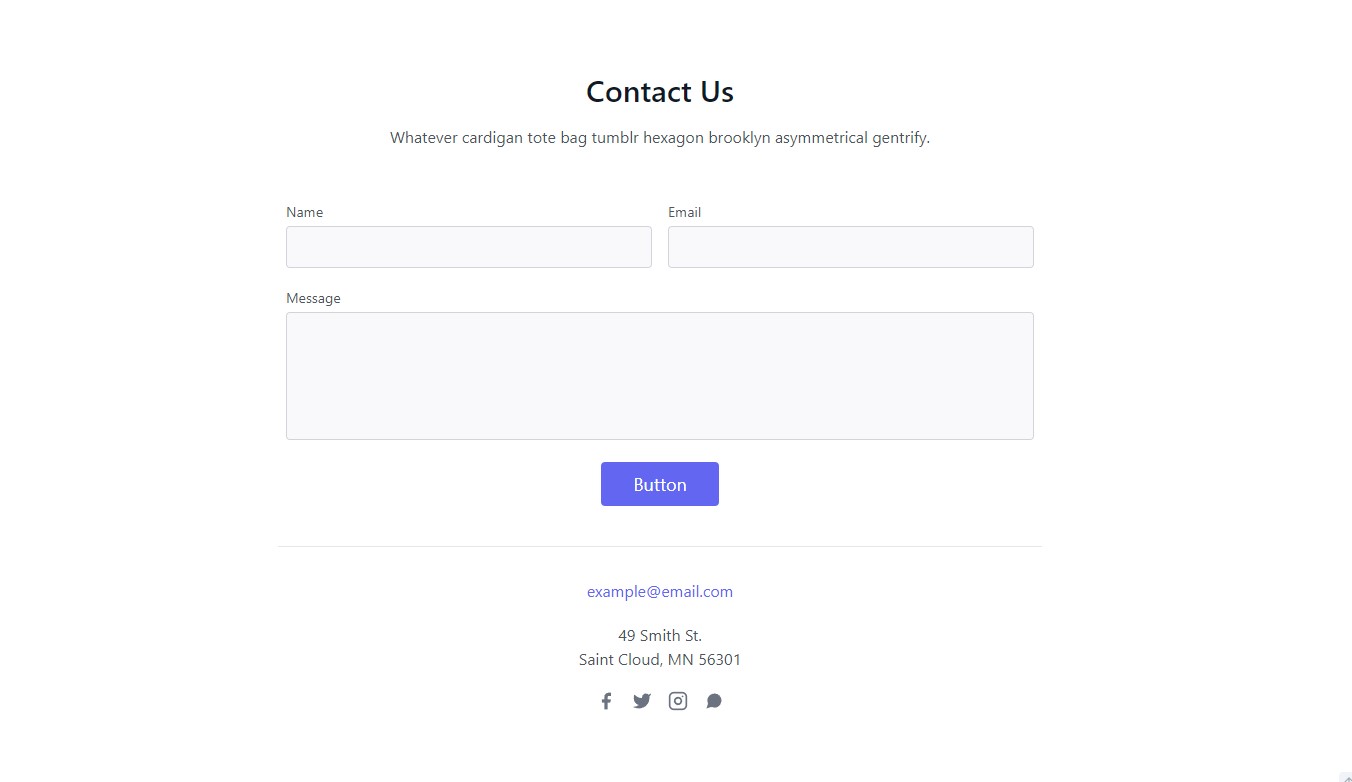 Contact Us
Whatever cardigan tote bag tumblr hexagon brooklyn asymmetrical gentrify.
Name
Email
Message
Button
example@email.com
49 Smith St.
Saint Cloud, MN 56301